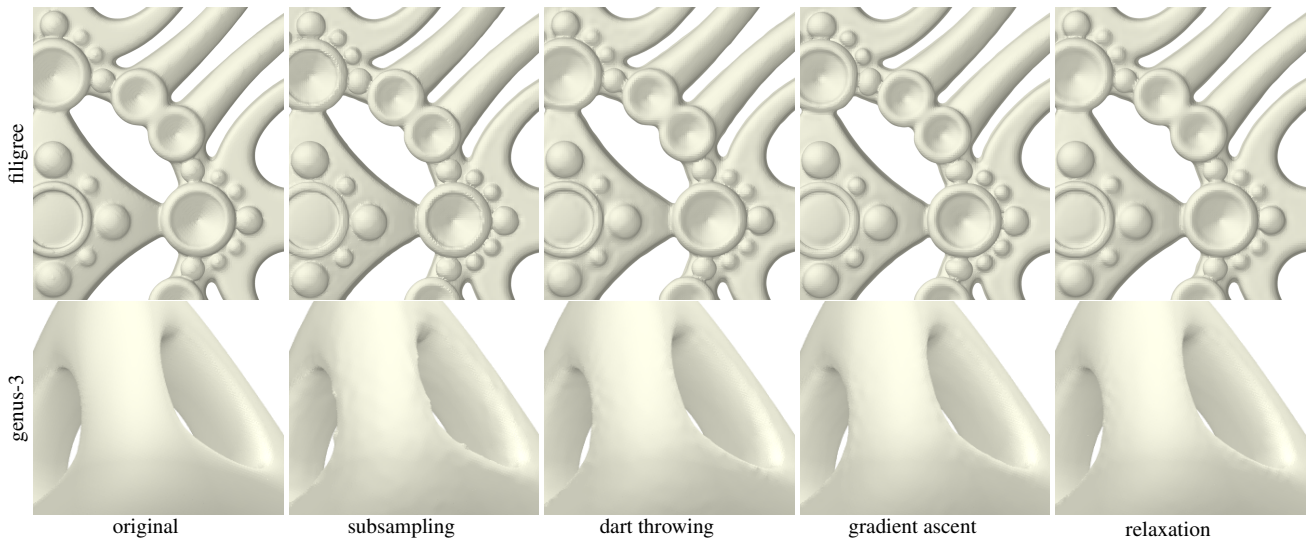 filigree
genus-3
original
subsampling
dart throwing
gradient ascent
relaxation